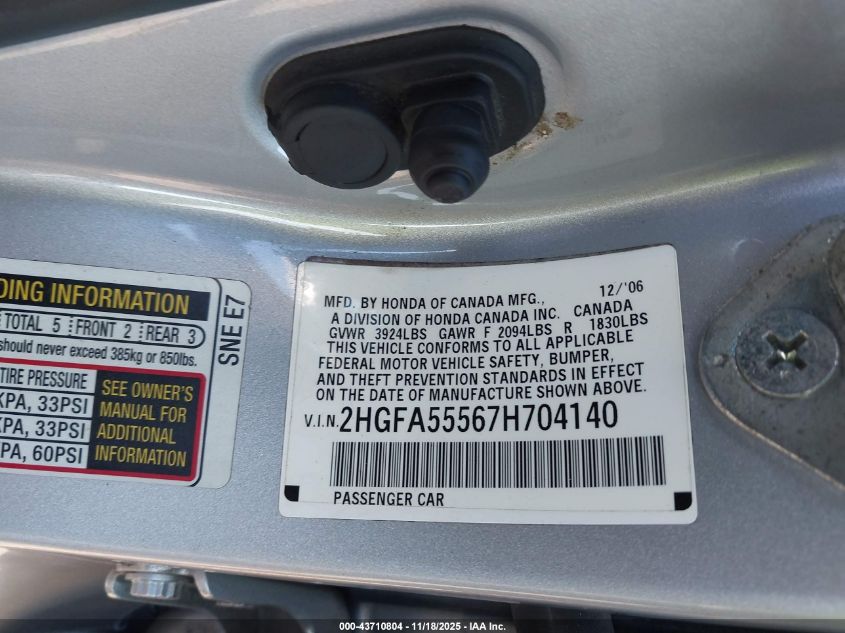 DING INFORMATION
TOTAL 5 FRONT 2 REAR 3
should never exceed 385kg or 850lbs.
TIRE PRESSURE
KPA, 33PSI
KPA, 33PSI
KPA, 60PSI
SEE OWNER'S
MANUAL FOR
ADDITIONAL
INFORMATION
SNE E7
MFD. BY HONDA OF CANADA MFG., 12/'06
A DIVISION OF HONDA CANADA INC. CANADA
GVWR 3924LBS GAWR F 2094LBS R 1830LBS
THIS VEHICLE CONFORMS TO ALL APPLICABLE
FEDERAL MOTOR VEHICLE SAFETY, BUMPER,
AND THEFT PREVENTION STANDARDS IN EFFECT
ON THE DATE OF MANUFACTURE SHOWN ABOVE.
V.I.N. 2HGFA55567H704140
PASSENGER CAR
000-43710804 - 11/18/2025 - IAA Inc.